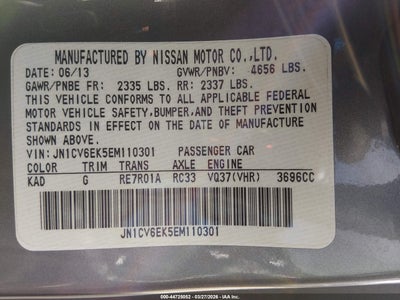 MANUFACTURED BY NISSAN MOTOR CO.,LTD.
DATE: 06/13 GVWR/PNBV: 4656 LBS.
GAWR/PNBE FR: 2335 LBS. RR: 2337 LBS.
THIS VEHICLE CONFORMS TO ALL APPLICABLE FEDERAL
MOTOR VEHICLE SAFETY,BUMPER,AND THEFT PREVENTION
STANDARDS IN EFFECT ON THE DATE OF MANUFACTURE
SHOWN ABOVE.
VIN: JN1CV6EK5EM110301 PASSENGER CAR
COLOR TRIM TRANS AXLE ENGINE
KAD G RE7R01A RC33 VQ37(VHR) 3696CC
JN1CV6EK5EM110301
000-44728052 - 03/27/2026 - IAAI.COM